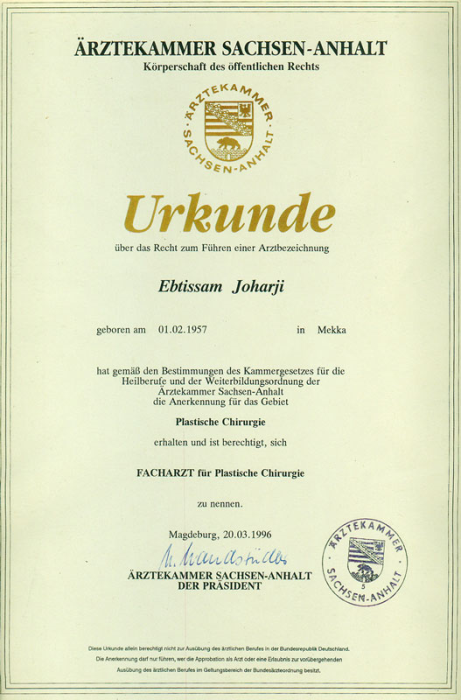 ÄRZTEKAMMER SACHSEN-ANHALT
Körperschaft des öffentlichen Rechts
ÄRZTEKAMMER
SACHSEN-ANHALT
Urkunde
über das Recht zum Führen einer Arztbezeichnung
Ebtissam Joharji
geboren am 01.02.1957 in Mekka
hat gemäß den Bestimmungen des Kammergesetzes für die
Heilberufe und der Weiterbildungsordnung der
Ärztekammer Sachsen-Anhalt
die Anerkennung für das Gebiet
Plastische Chirurgie
erhalten und ist berechtigt, sich
FACHARZT für Plastische Chirurgie
zu nennen.
Magdeburg, 20.03.1996
ÄRZTEKAMMER SACHSEN-ANHALT
DER PRÄSIDENT
ÄRZTEKAMMER
SACHSEN-ANHALT
5
Diese Urkunde allein berechtigt nicht zur Ausübung des ärztlichen Berufes in der Bundesrepublik Deutschland.
Die Anerkennung darf nur führen, wer die Approbation als Arzt oder eine Erlaubnis zur vorübergehenden
Ausübung des ärztlichen Berufes im Geltungsbereich der Bundesärzteordnung besitzt.